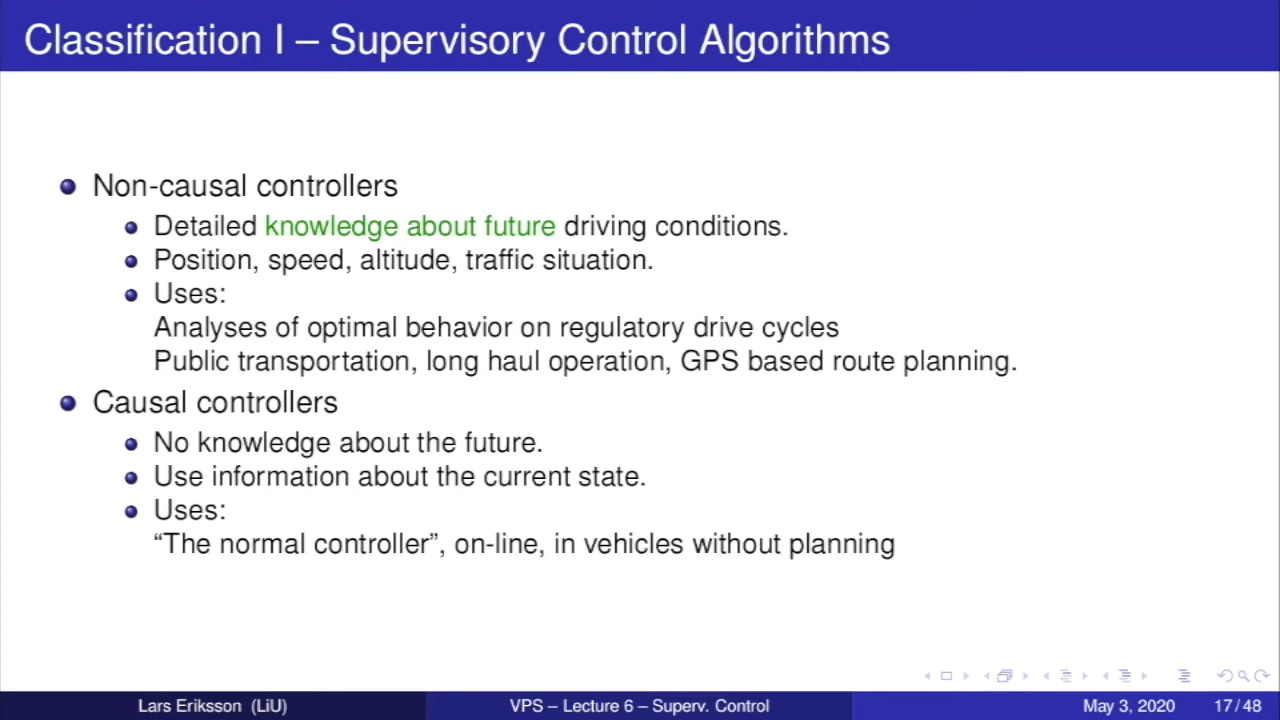 Classification I – Supervisory Control Algorithms
Non-causal controllers
Detailed knowledge about future driving conditions.
Position, speed, altitude, traffic situation.
Uses:
Analyses of optimal behavior on regulatory drive cycles
Public transportation, long haul operation, GPS based route planning.
Causal controllers
No knowledge about the future.
Use information about the current state.
Uses:
“The normal controller”, on-line, in vehicles without planning
Lars Eriksson (LiU)
VPS – Lecture 6 – Superv. Control
May 3, 2020
17 / 48